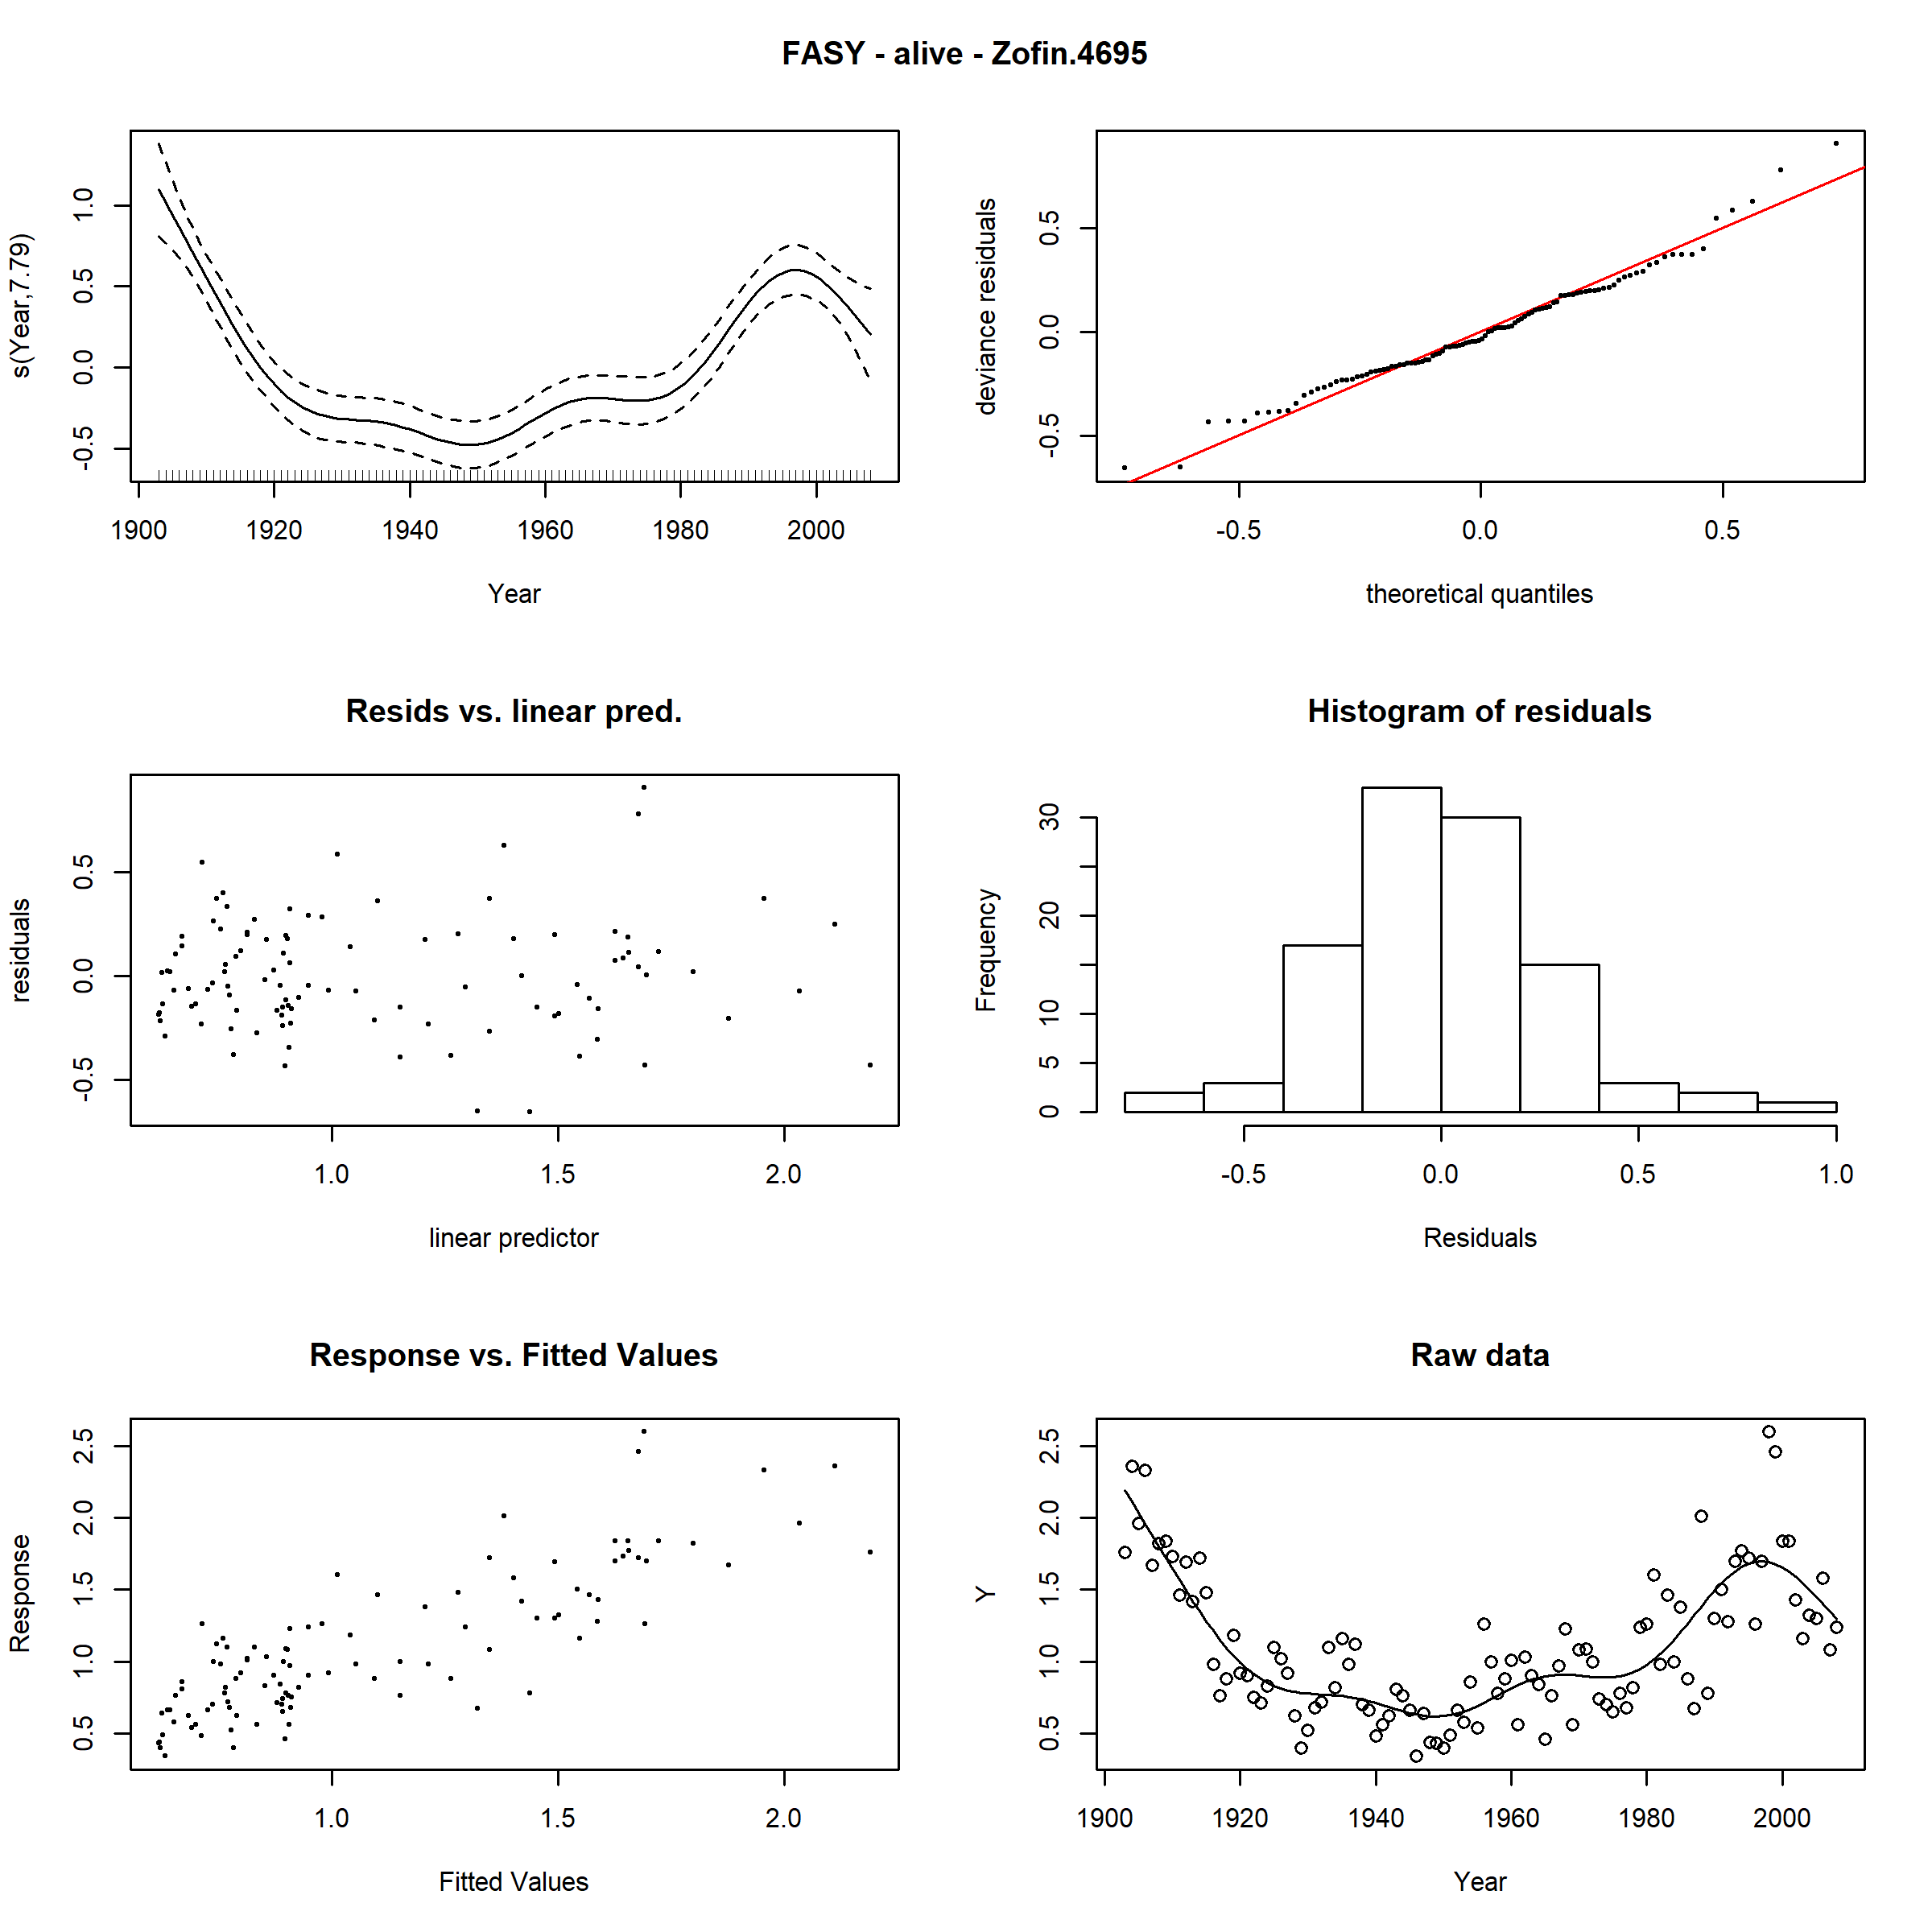 FASY - alive - Zofin.4695
s(Year,7.79)
-0.5 0.0 0.5 1.0
1900 1920 1940 1960 1980 2000
Year
deviance residuals
-0.5 0.0 0.5
-0.5 0.0 0.5
theoretical quantiles
Resids vs. linear pred.
residuals
-0.5 0.0 0.5
1.0 1.5 2.0
linear predictor
Histogram of residuals
Frequency
0 5 10 20 30
-0.5 0.0 0.5 1.0
Residuals
Response vs. Fitted Values
Response
0.5 1.0 1.5 2.0 2.5
1.0 1.5 2.0
Fitted Values
Raw data
Y
0.5 1.0 1.5 2.0 2.5
1900 1920 1940 1960 1980 2000
Year